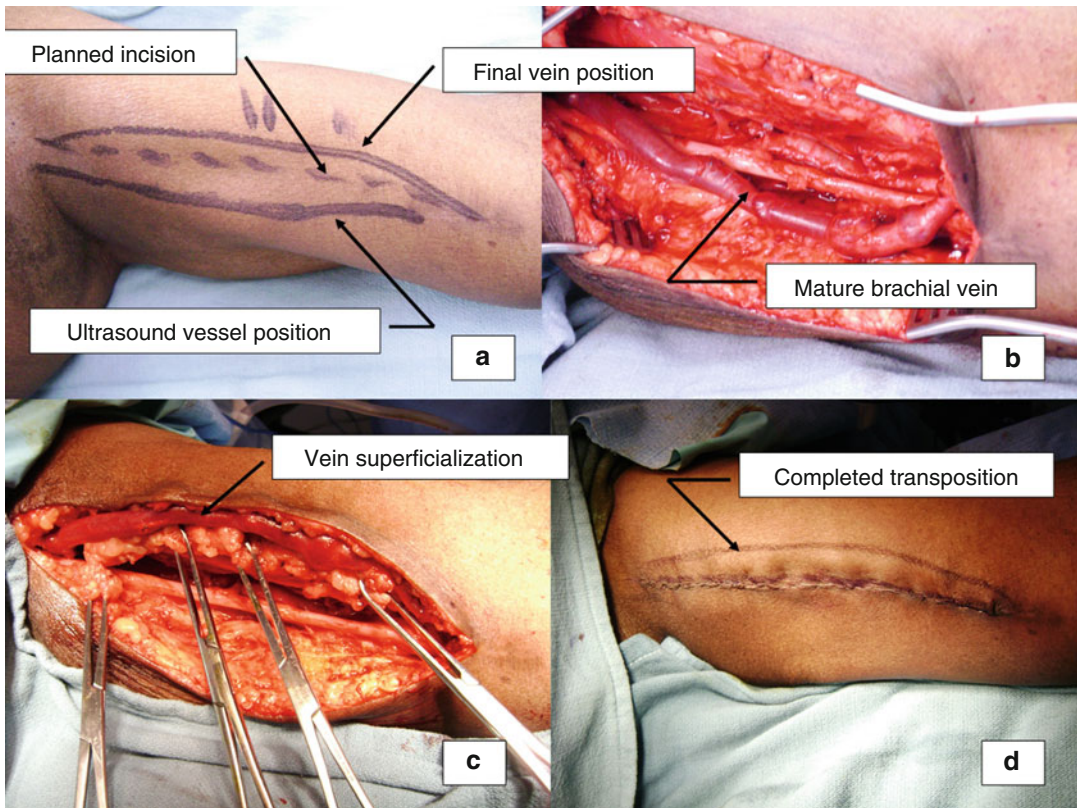 Planned incision
Final vein position
Ultrasound vessel position
a
Mature brachial vein
b
Vein superficialization
c
Completed transposition
d